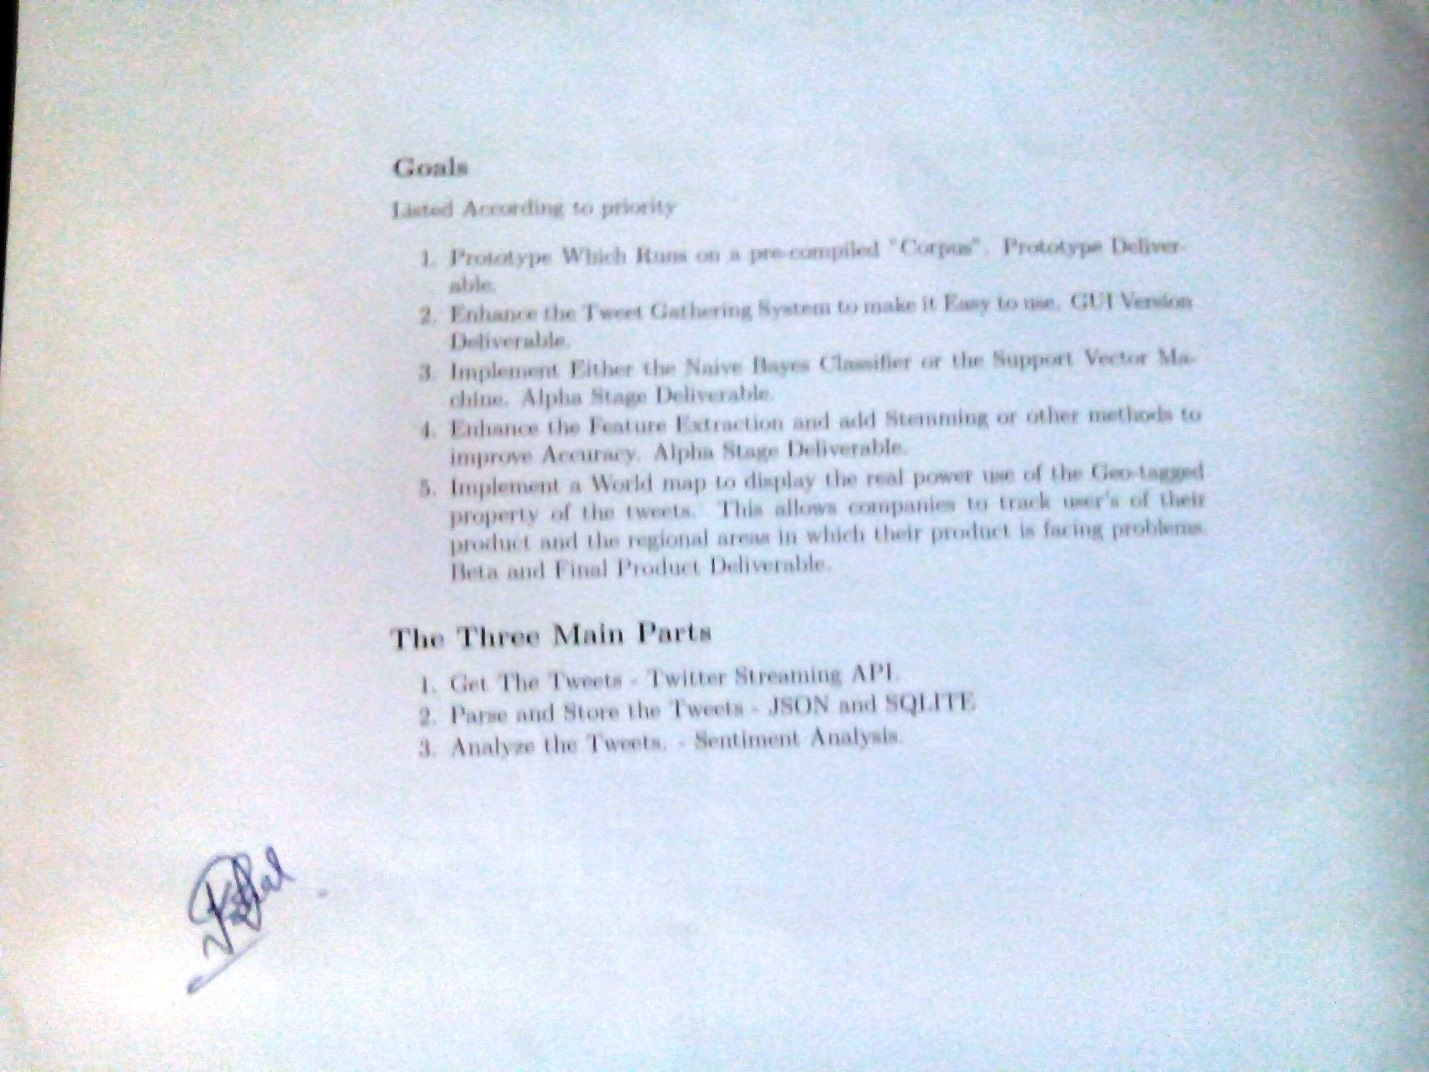 Goals
Listed According to priority
1. Prototype Which Runs on a pre-compiled "Corpus". Prototype Deliver-
able.
2. Enhance the Tweet Gathering System to make it Easy to use. GUI Version
Deliverable.
3. Implement Either the Naive Bayes Classifier or the Support Vector Ma-
chine. Alpha Stage Deliverable.
4. Enhance the Feature Extraction and add Stemming or other methods to
improve Accuracy. Alpha Stage Deliverable.
5. Implement a World map to display the real power use of the Geo-tagged
property of the tweets. This allows companies to track user's of their
product and the regional areas in which their product is facing problems.
Beta and Final Product Deliverable.
The Three Main Parts
1. Get The Tweets - Twitter Streaming API.
2. Parse and Store the Tweets - JSON and SQLITE
3. Analyze the Tweets. - Sentiment Analysis.